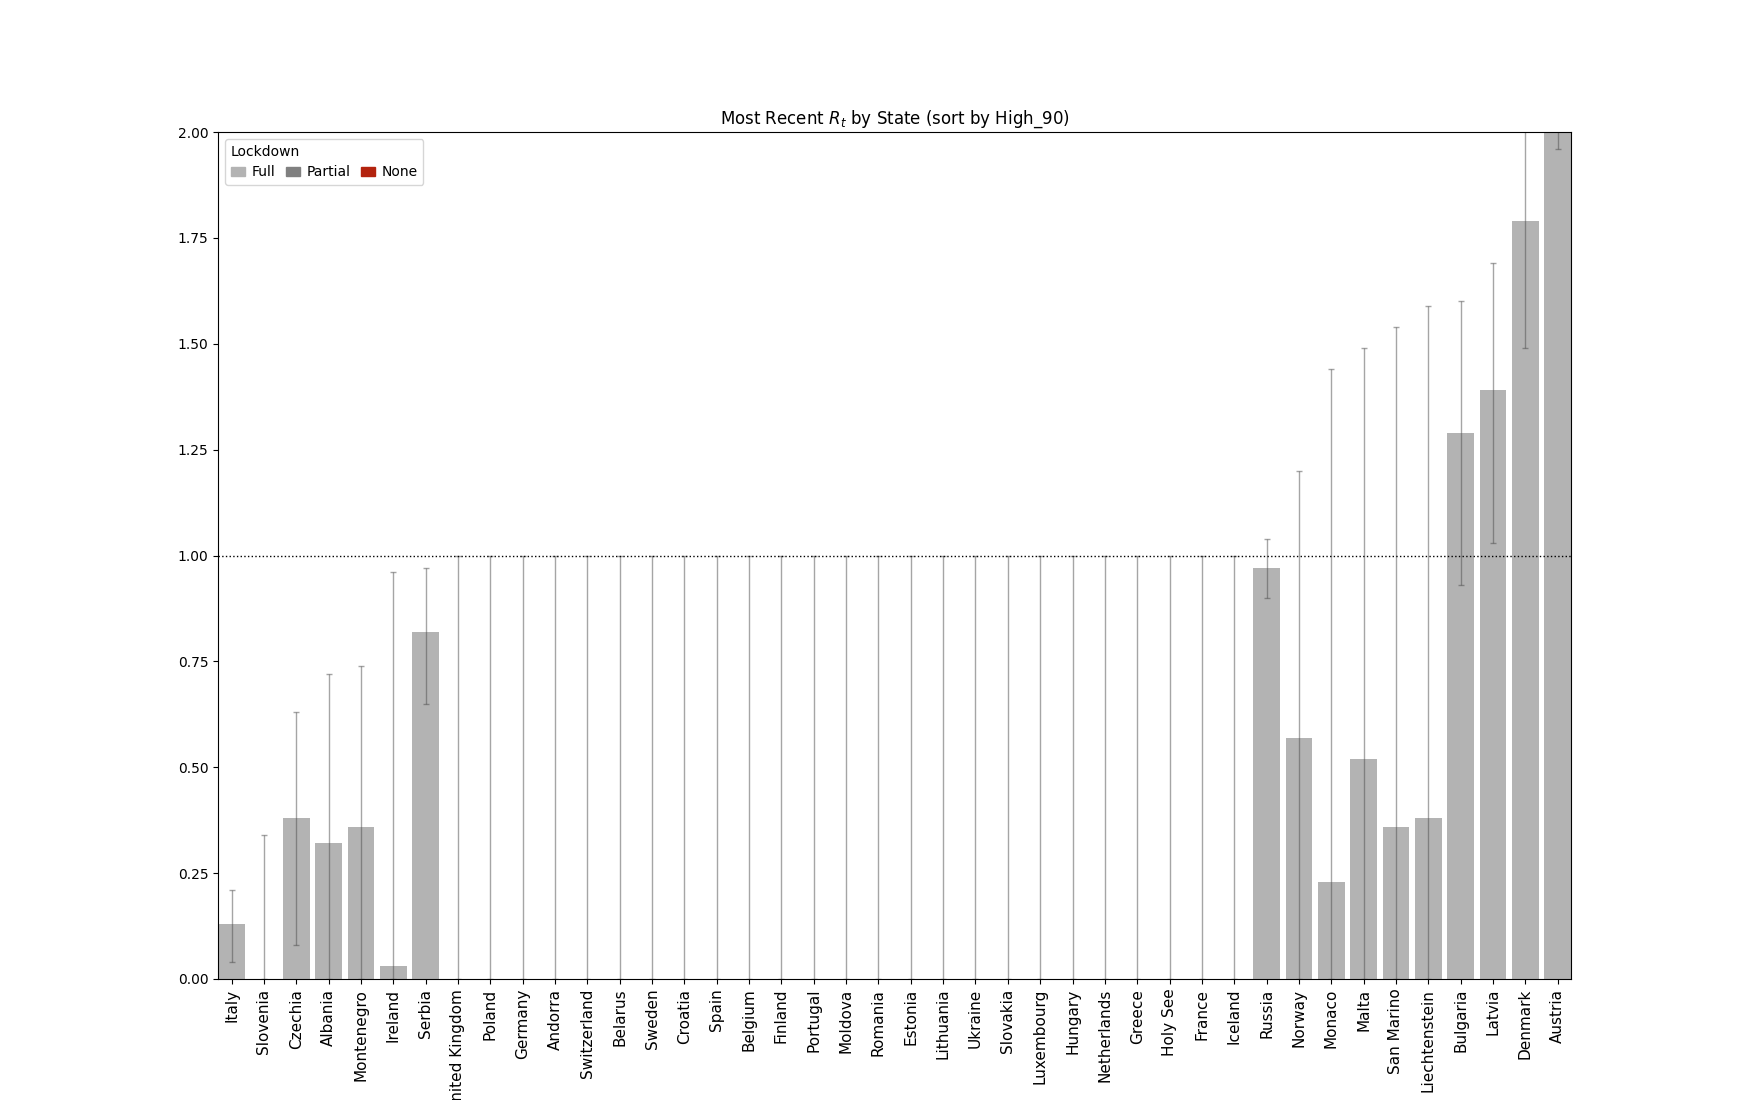 Most Recent R_t by State (sort by High_90)
Lockdown
Full Partial None
2.00
1.75
1.50
1.25
1.00
0.75
0.50
0.25
0.00
Italy
Slovenia
Czechia
Albania
Montenegro
Ireland
Serbia
nited Kingdom
Poland
Germany
Andorra
Switzerland
Belarus
Sweden
Croatia
Spain
Belgium
Finland
Portugal
Moldova
Romania
Estonia
Lithuania
Ukraine
Slovakia
Luxembourg
Hungary
Netherlands
Greece
Holy See
France
Iceland
Russia
Norway
Monaco
Malta
San Marino
Liechtenstein
Bulgaria
Latvia
Denmark
Austria